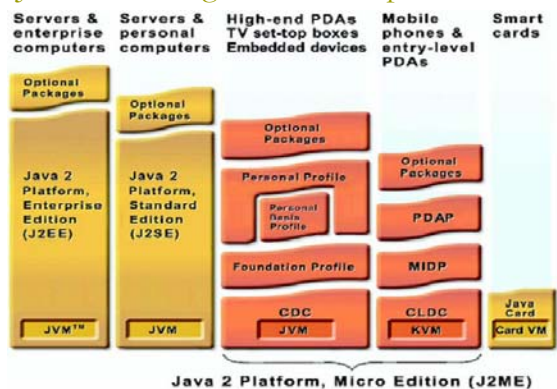 Servers &
enterprise
computers
Servers &
personal
computers
High-end PDAs
TV set-top boxes
Embedded devices
Mobile
phones &
entry-level
PDAs
Smart
cards
Optional
Packages
Java 2
Platform,
Enterprise
Edition
(J2EE)
JVM™
Optional
Packages
Java 2
Platform,
Standard
Edition
(J2SE)
JVM
Optional
Packages
Personal Profile
Personal
Basis
Profile
Foundation Profile
CDC
JVM
Optional
Packages
PDAP
MIDP
CLDC
KVM
Java
Card
Card VM
Java 2 Platform, Micro Edition (J2ME)